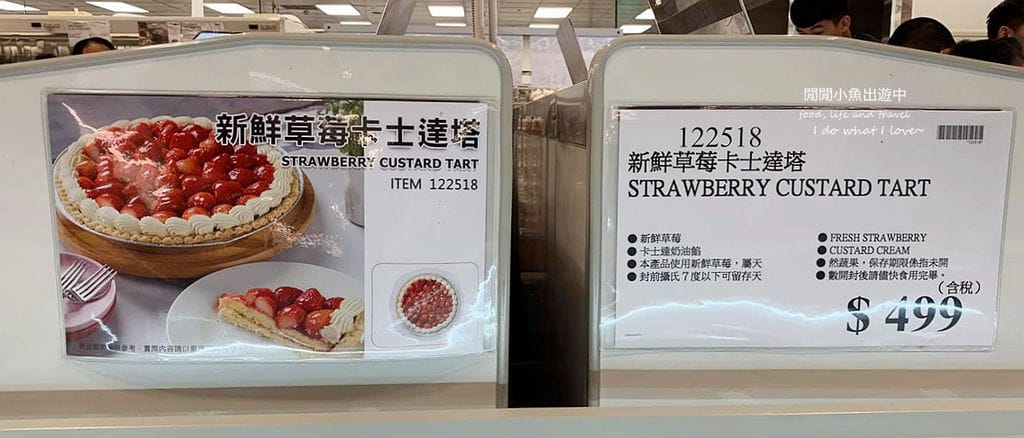 新鮮草莓卡士達塔
STRAWBERRY CUSTARD TART
ITEM 122518
閒閒小魚出遊中
food, life and travel
I do what I love~
122518
新鮮草莓卡士達塔
STRAWBERRY CUSTARD TART
● 新鮮草莓
● 卡士達奶油餡
● 本產品使用新鮮草莓，屬天
● 封前攝氏７度以下可留存天
● FRESH STRAWBERRY
● CUSTARD CREAM
● 然蔬果，保存期限係指未開
● 數開封後請儘快食用完畢。
(含稅)
$ 499